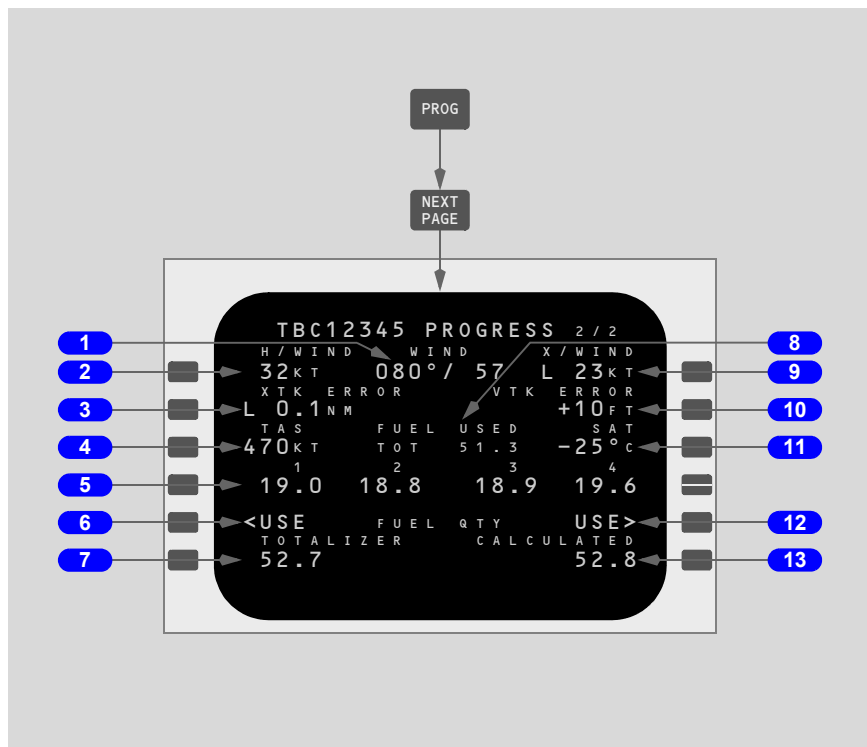 PROG
NEXT
PAGE
TBC12345 PROGRESS 2/2
1 8
H/WIND WIND X/WIND
2 32KT 080°/ 57 L 23KT 9
XTK ERROR VTK ERROR
3 L 0.1NM +10FT 10
TAS FUEL USED SAT
4 470KT TOT 51.3 -25°C 11
1 2 3 4
5 19.0 18.8 18.9 19.6
6 <USE FUEL QTY USE> 12
TOTALIZER CALCULATED
7 52.7 52.8 13